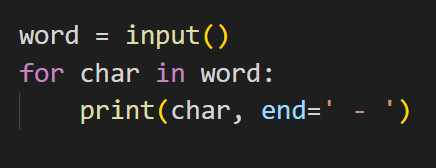 word = input()
for char in word:
    print(char, end=' - ')